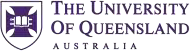 THE UNIVERSITY
OF QUEENSLAND
AUSTRALIA